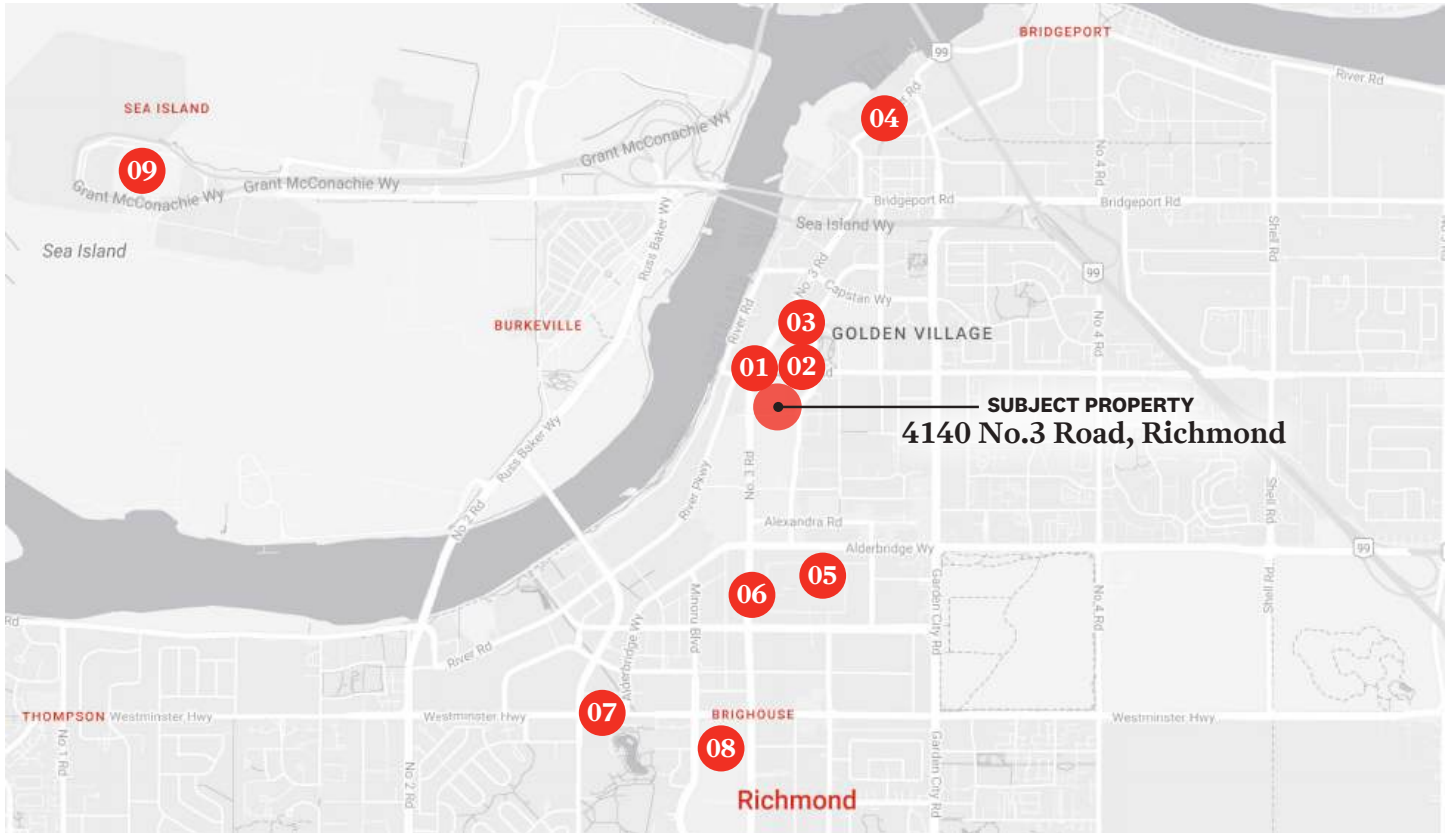 BRIDGEPORT
99
River Rd
SEA ISLAND
04
Grant McConachie Wy
No 4 Rd
09
Grant McConachie Wy
Grant McConachie Wy
Bridgeport Rd
Bridgeport Rd
Russ Baker Wy
Sea Island Wy
Shell Rd
Sea Island
99
No. 3 Rd
Capstan Wy
River Rd
BURKEVILLE
03
GOLDEN VILLAGE
No 4 Rd
01
02
SUBJECT PROPERTY
4140 No.3 Road, Richmond
Russ Baker Wy
No. 3 Rd
River Pkwy
Shell Rd
No 2 Rd
Alexandra Rd
Alderbridge Wy
99
05
06
Minoru Blvd
Garden City Rd
No. 4 Rd
Shell Rd
Rd
Alderbridge Wy
River Rd
THOMPSON
Westminster Hwy
Westminster Hwy
07
BRIGHOUSE
Westminster Hwy
08
No 1 Rd
No 2 Rd
Garden City Rd
Richmond